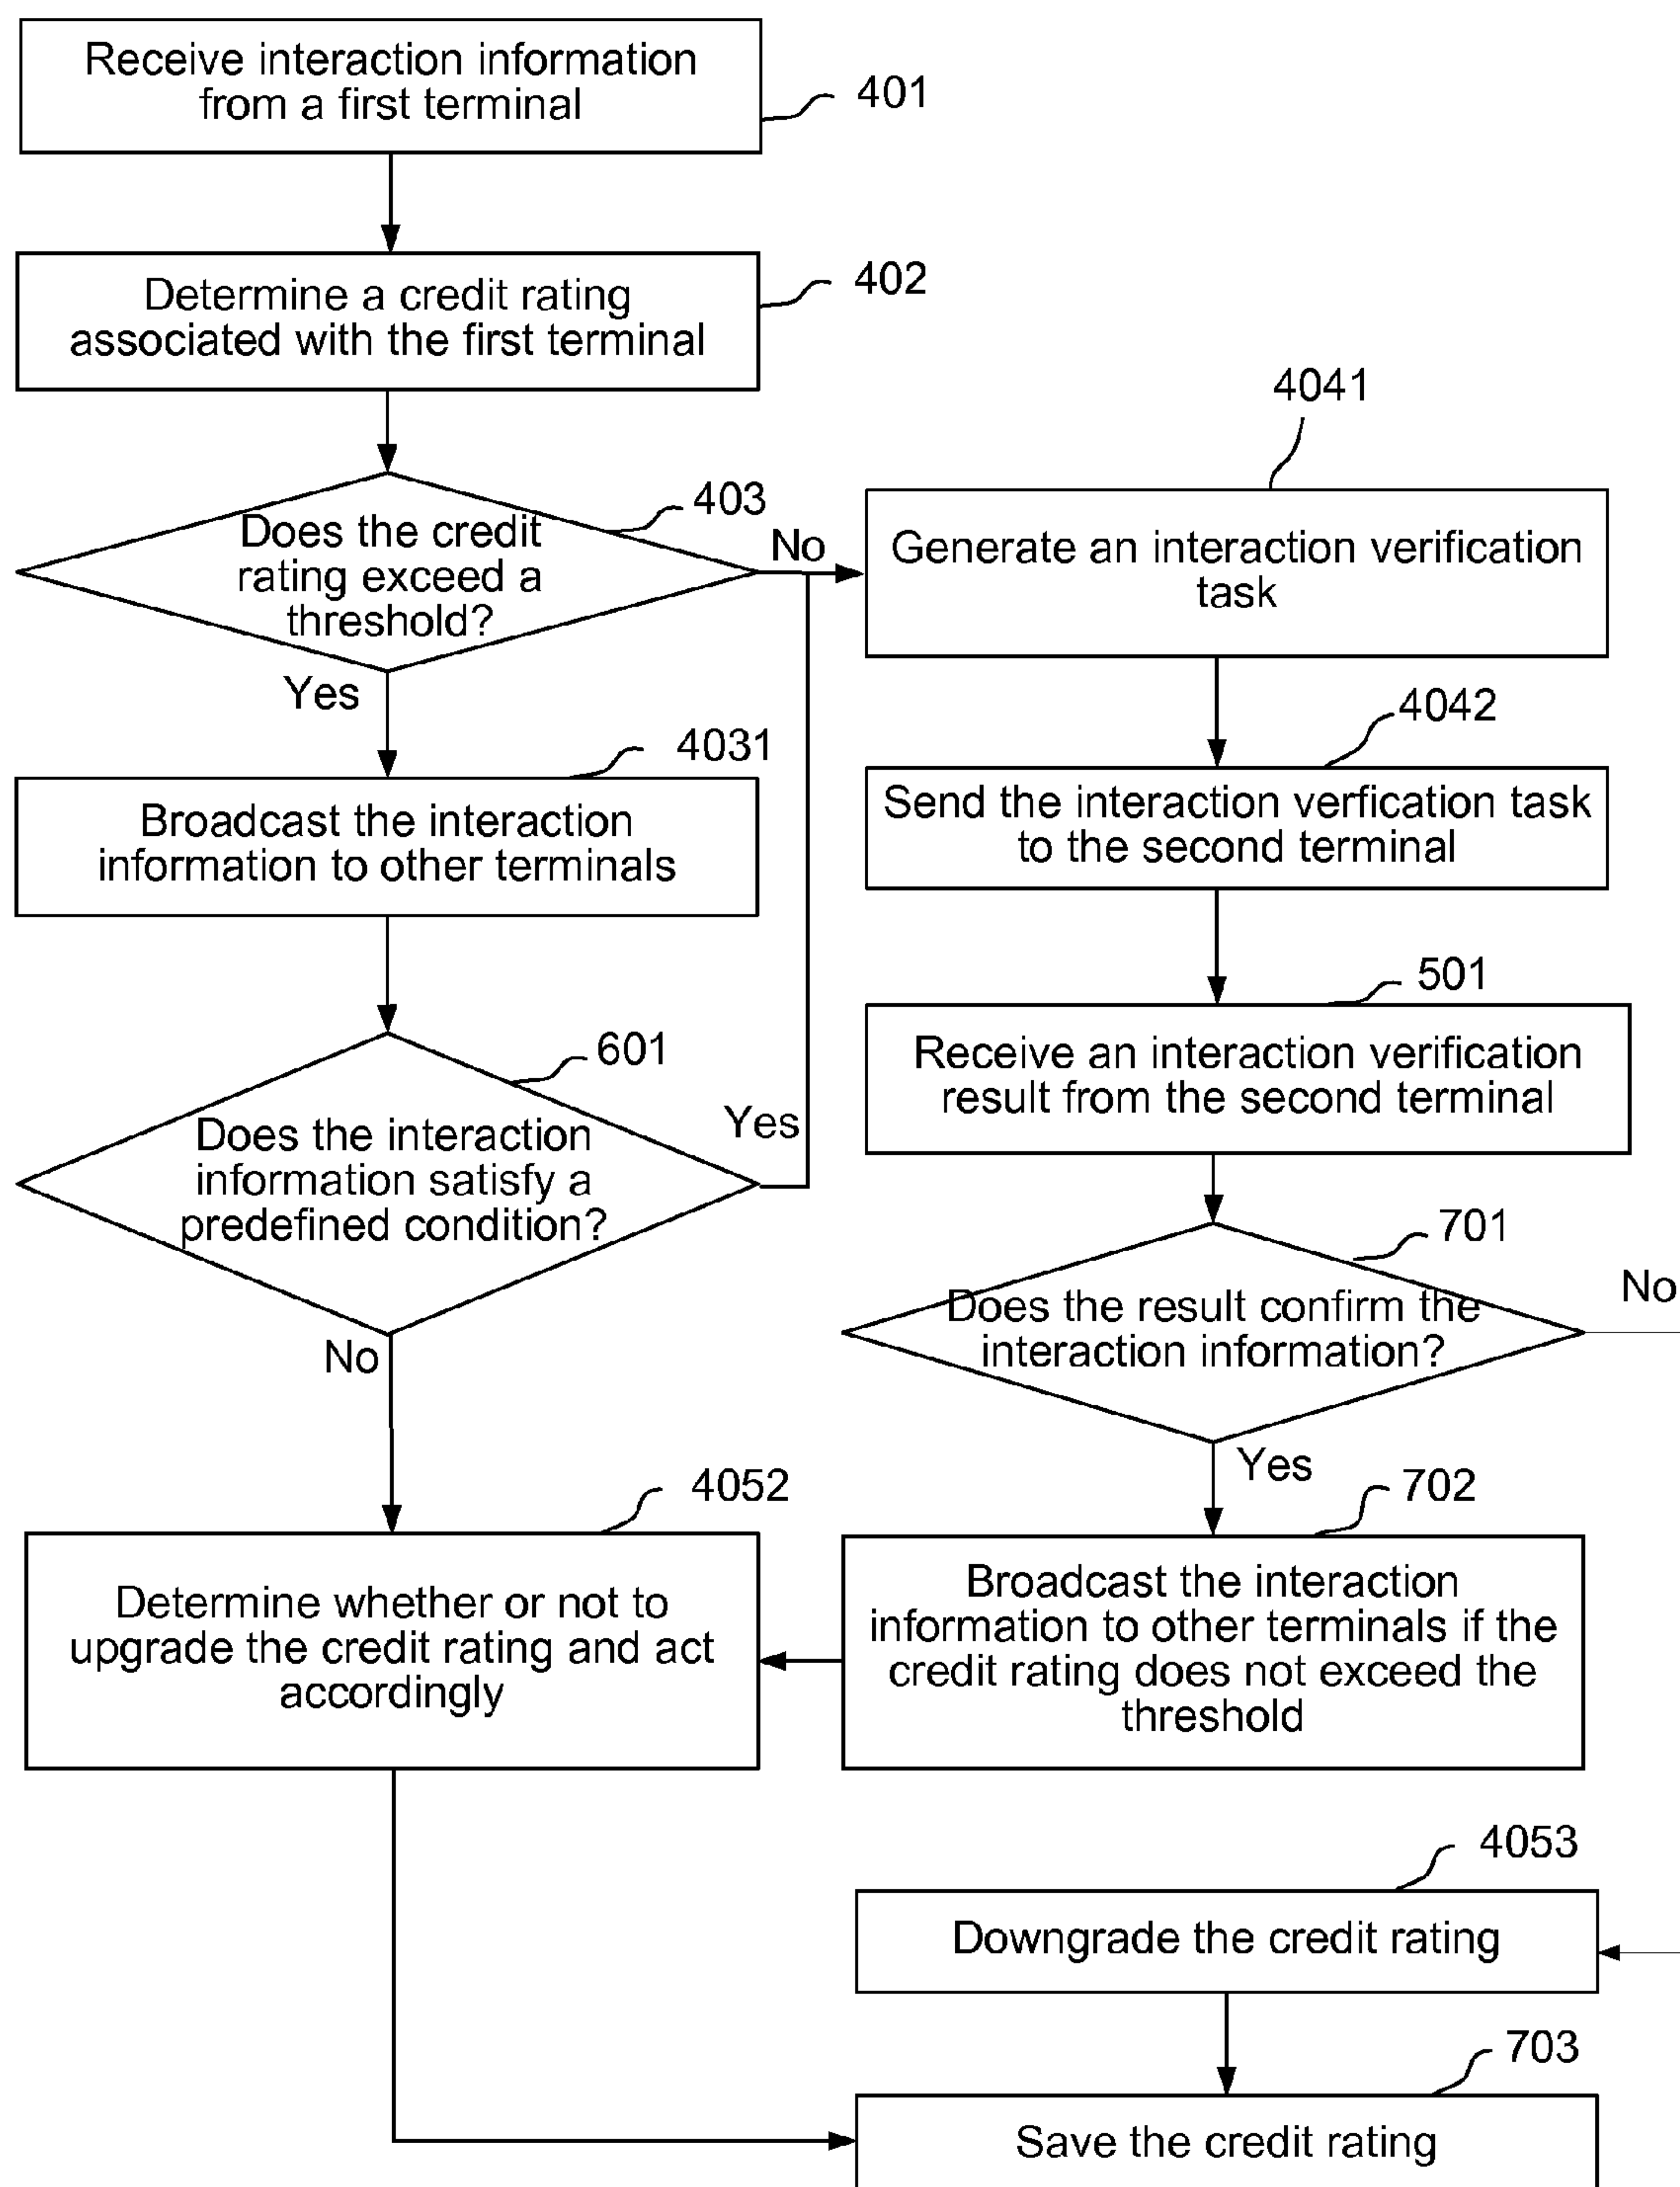 Receive interaction information
from a first terminal
401
Determine a credit rating
associated with the first terminal
402
Does the credit
rating exceed a
threshold?
403
No
Yes
4041
Generate an interaction verification
task
4042
Send the interaction verfication task
to the second terminal
4031
Broadcast the interaction
information to other terminals
501
Receive an interaction verification
result from the second terminal
601
Does the interaction
information satisfy a
predefined condition?
Yes
No
701
Does the result confirm the
interaction information?
No
Yes
4052
Determine whether or not to
upgrade the credit rating and act
accordingly
702
Broadcast the interaction
information to other terminals if the
credit rating does not exceed the
threshold
4053
Downgrade the credit rating
703
Save the credit rating